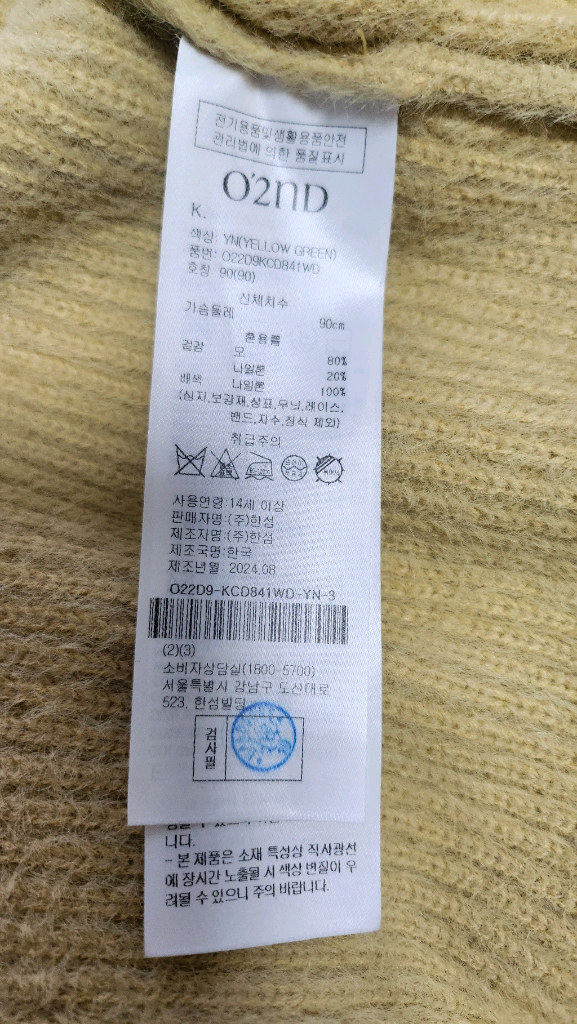 전기용품및생활용품안전
관리법에 의한 품질표시
O'2ND
K.
색상: YN(YELLOW GREEN)
품번: O22D9KCD841WD
호칭 90(90)
신체치수
가슴둘레 90cm
혼용률
겉감 모 80%
나일론 20%
배색 나일론 100%
(심지,보강재,성표,무늬,레이스,
밴드,자수,장식 제외)
취급주의
사용연령:14세 이상
판매자명:(주)한섬
제조자명:(주)한섬
제조국명:한국
제조년월: 2024.08
O22D9-KCD841WD-YN-3
(2)(3)
소비자상담실(1800-5700)
서울특별시 강남구 도산대로
523, 한섬빌딩
검사필
니다.
- 본 제품은 소재 특성상 직사광선
에 장시간 노출될 시 색상 변질이 우
려될 수 있으니 주의 바랍니다.